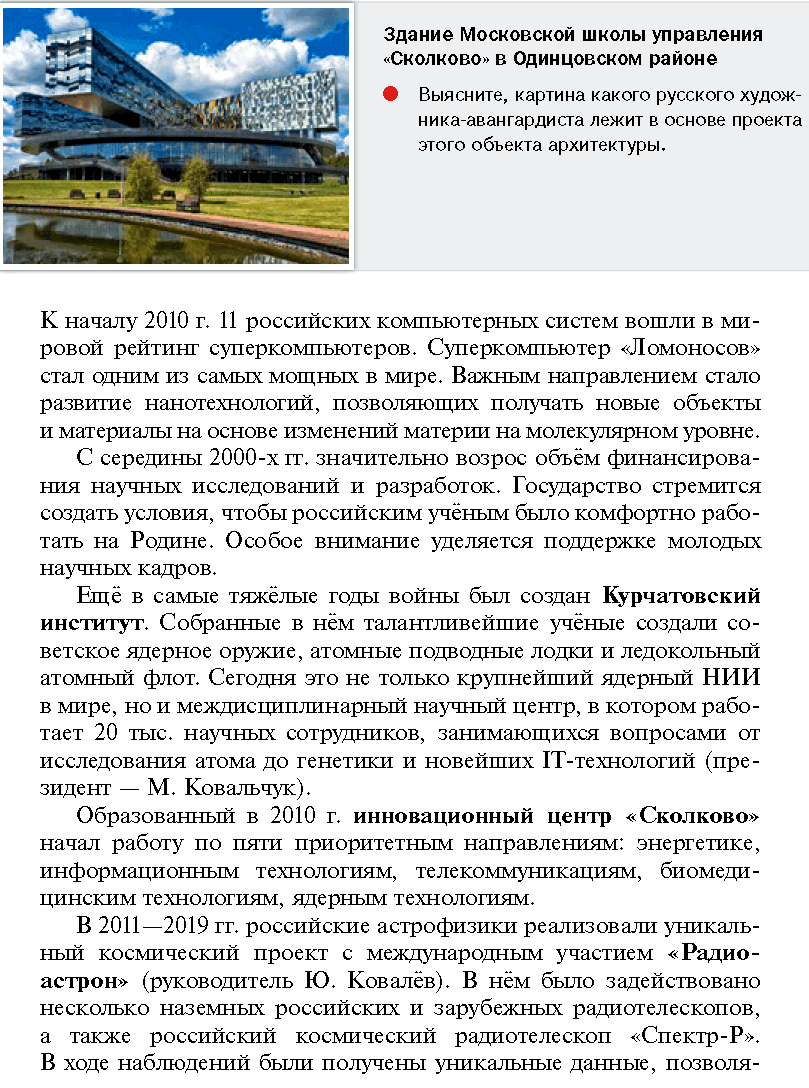 Здание Московской школы управления
«Сколково» в Одинцовском районе
Выясните, картина какого русского худож-
ника-авангардиста лежит в основе проекта
этого объекта архитектуры.
К началу 2010 г. 11 российских компьютерных систем вошли в ми-
ровой рейтинг суперкомпьютеров. Суперкомпьютер «Ломоносов»
стал одним из самых мощных в мире. Важным направлением стало
развитие нанотехнологий, позволяющих получать новые объекты
и материалы на основе изменений материи на молекулярном уровне.
С середины 2000-х гг. значительно возрос объём финансирова-
ния научных исследований и разработок. Государство стремится
создать условия, чтобы российским учёным было комфортно рабо-
тать на Родине. Особое внимание уделяется поддержке молодых
научных кадров.
Ещё в самые тяжёлые годы войны был создан Курчатовский
институт. Собранные в нём талантливейшие учёные создали со-
ветское ядерное оружие, атомные подводные лодки и ледокольный
атомный флот. Сегодня это не только крупнейший ядерный НИИ
в мире, но и междисциплинарный научный центр, в котором рабо-
тает 20 тыс. научных сотрудников, занимающихся вопросами от
исследования атома до генетики и новейших IT-технологий (пре-
зидент — М. Ковальчук).
Образованный в 2010 г. инновационный центр «Сколково»
начал работу по пяти приоритетным направлениям: энергетике,
информационным технологиям, телекоммуникациям, биомеди-
цинским технологиям, ядерным технологиям.
В 2011—2019 гг. российские астрофизики реализовали уникаль-
ный космический проект с международным участием «Радио-
астрон» (руководитель Ю. Ковалёв). В нём было задействовано
несколько наземных российских и зарубежных радиотелескопов,
а также российский космический радиотелескоп «Спектр-Р».
В ходе наблюдений были получены уникальные данные, позволя-